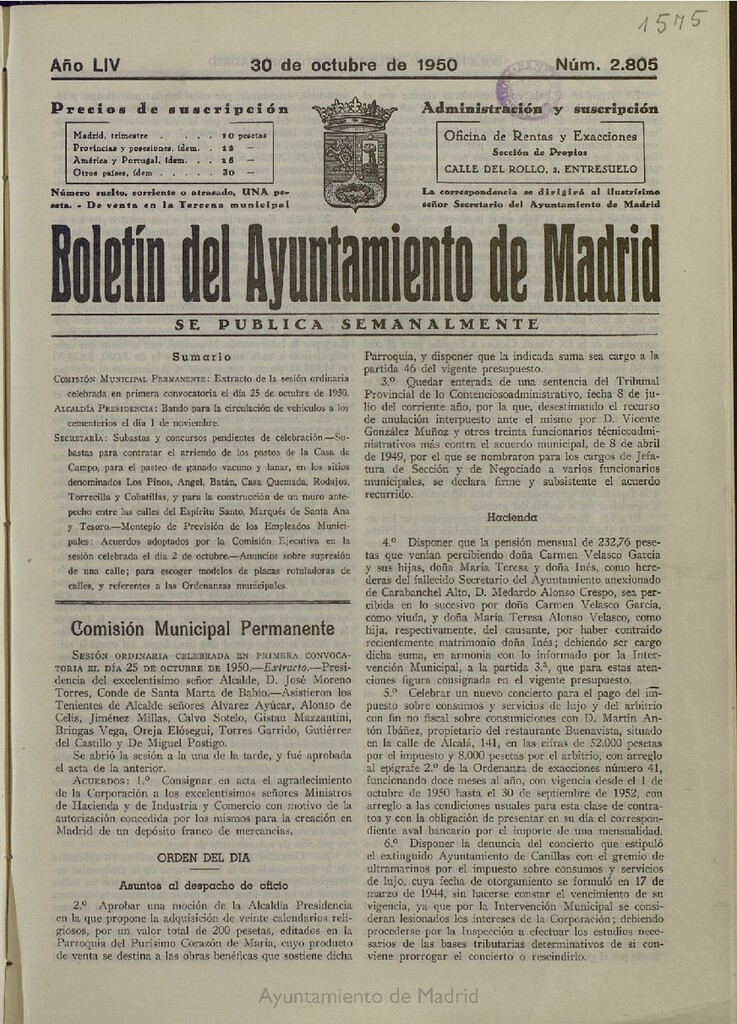 1575
Año LIV 30 de octubre de 1950 Núm. 2.805
Precios de suscripción
Madrid, trimestre . . . . . 10 pesetas
Provincias y posesiones, ídem. . 12 —
América y Portugal, ídem. . . 15 —
Otros países, ídem . . . . . 30 —
Número suelto, corriente o atrasado, UNA pe-
seta. - De venta en la Tercena municipal
Administración y suscripción
Oficina de Rentas y Exacciones
Sección de Propios
CALLE DEL ROLLO, 2, ENTRESUELO
La correspondencia se dirigirá al ilustrísimo
señor Secretario del Ayuntamiento de Madrid
Boletín del Ayuntamiento de Madrid
SE PUBLICA SEMANALMENTE
Sumario
COMISIÓN MUNICIPAL PERMANENTE: Extracto de la sesión ordinaria
celebrada en primera convocatoria el día 25 de octubre de 1950.
ALCALDÍA PRESIDENCIA: Bando para la circulación de vehículos a los
cementerios el día 1 de noviembre.
SECRETARÍA: Subastas y concursos pendientes de celebración.—Su-
bastas para contratar el arriendo de los pastos de la Casa de
Campo, para el pasteo de ganado vacuno y lanar, en los sitios
denominados Los Pinos, Angel, Batán, Casa Quemada, Rodajos,
Torrecilla y Cobatillas, y para la construcción de un muro ante-
pecho entre las calles del Espíritu Santo, Marqués de Santa Ana
y Tesoro.—Montepío de Previsión de los Empleados Munici-
pales: Acuerdos adoptados por la Comisión Ejecutiva en la
sesión celebrada el día 2 de octubre.—Anuncios sobre supresión
de una calle; para escoger modelos de placas rotuladoras de
calles, y referentes a las Ordenanzas municipales.
Comisión Municipal Permanente
SESIÓN ORDINARIA CELEBRADA EN PRIMERA CONVOCA-
TORIA EL DÍA 25 DE OCTUBRE DE 1950.—Extracto.—Presi-
dencia del excelentísimo señor Alcalde, D. José Moreno
Torres, Conde de Santa Marta de Babío.—Asistieron los
Tenientes de Alcalde señores Alvarez Ayúcar, Alonso de
Celis, Jiménez Millas, Calvo Sotelo, Gistau Mazzantini,
Bringas Vega, Oreja Elósegui, Torres Garrido, Gutiérrez
del Castillo y De Miguel Postigo.
Se abrió la sesión a la una de la tarde, y fué aprobada
el acta de la anterior.
ACUERDOS: 1.º Consignar en acta el agradecimiento
de la Corporación a los excelentísimos señores Ministros
de Hacienda y de Industria y Comercio con motivo de la
autorización concedida por los mismos para la creación en
Madrid de un depósito franco de mercancías.
ORDEN DEL DIA
Asuntos al despacho de oficio
2.º Aprobar una moción de la Alcaldía Presidencia
en la que propone la adquisición de veinte calendarios reli-
giosos, por un valor total de 200 pesetas, editados en la
Parroquia del Purísimo Corazón de María, cuyo producto
de venta se destina a las obras benéficas que sostiene dicha
Parroquia, y disponer que la indicada suma sea cargo a la
partida 46 del vigente presupuesto.
3.º Quedar enterada de una sentencia del Tribunal
Provincial de lo Contenciosoadministrativo, fecha 8 de ju-
lio del corriente año, por la que, desestimando el recurso
de anulación interpuesto ante el mismo por D. Vicente
González Muñoz y otros treinta funcionarios técnicoad-
ministrativos más contra el acuerdo municipal, de 8 de abril
de 1949, por el que se nombraron para los cargos de Jefa-
tura de Sección y de Negociado a varios funcionarios
municipales, se declara firme y subsistente el acuerdo
recurrido.
Hacienda
4.º Disponer que la pensión mensual de 232,76 pese-
tas que venían percibiendo doña Carmen Velasco García
y sus hijas, doña María Teresa y doña Inés, como here-
deras del fallecido Secretario del Ayuntamiento anexionado
de Carabanchel Alto, D. Medardo Alonso Crespo, sea per-
cibida en lo sucesivo por doña Carmen Velasco García,
como viuda, y doña María Teresa Alonso Velasco, como
hija, respectivamente, del causante, por haber contraído
recientemente matrimonio doña Inés; debiendo ser cargo
dicha suma, en armonía con lo informado por la Inter-
vención Municipal, a la partida 3.ª, que para estas aten-
ciones figura consignada en el vigente presupuesto.
5.º Celebrar un nuevo concierto para el pago del im-
puesto sobre consumos y servicios de lujo y del arbitrio
con fin no fiscal sobre consumiciones con D. Martín An-
tón Ibáñez, propietario del restaurante Buenavista, situado
en la calle de Alcalá, 141, en las cifras de 52.000 pesetas
por el impuesto y 8.000 pesetas por el arbitrio, con arreglo
al epígrafe 2.º de la Ordenanza de exacciones número 41,
funcionando doce meses al año, con vigencia desde el 1 de
octubre de 1950 hasta el 30 de septiembre de 1952, con
arreglo a las condiciones usuales para esta clase de contra-
tos y con la obligación de presentar en su día el correspon-
diente aval bancario por el importe de una mensualidad.
6.º Disponer la denuncia del concierto que estipuló
el extinguido Ayuntamiento de Canillas con el gremio de
ultramarinos por el impuesto sobre consumos y servicios
de lujo, cuya fecha de otorgamiento se formuló en 17 de
marzo de 1944, sin hacerse constar el vencimiento de su
vigencia, ya que por la Intervención Municipal se consi-
deran lesionados los intereses de la Corporación; debiendo
procederse por la Inspección a efectuar los estudios nece-
sarios de las bases tributarias determinativos de si con-
viene prorrogar el concierto o rescindirlo.
Ayuntamiento de Madrid